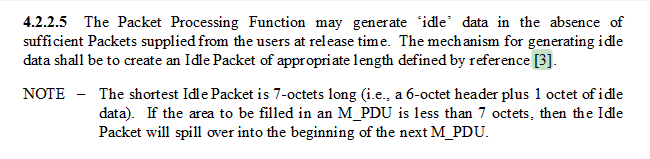 4.2.2.5 The Packet Processing Function may generate ‘idle’ data in the absence of
sufficient Packets supplied from the users at release time. The mechanism for generating idle
data shall be to create an Idle Packet of appropriate length defined by reference [3].
NOTE – The shortest Idle Packet is 7-octets long (i.e., a 6-octet header plus 1 octet of idle
data). If the area to be filled in an M_PDU is less than 7 octets, then the Idle
Packet will spill over into the beginning of the next M_PDU.